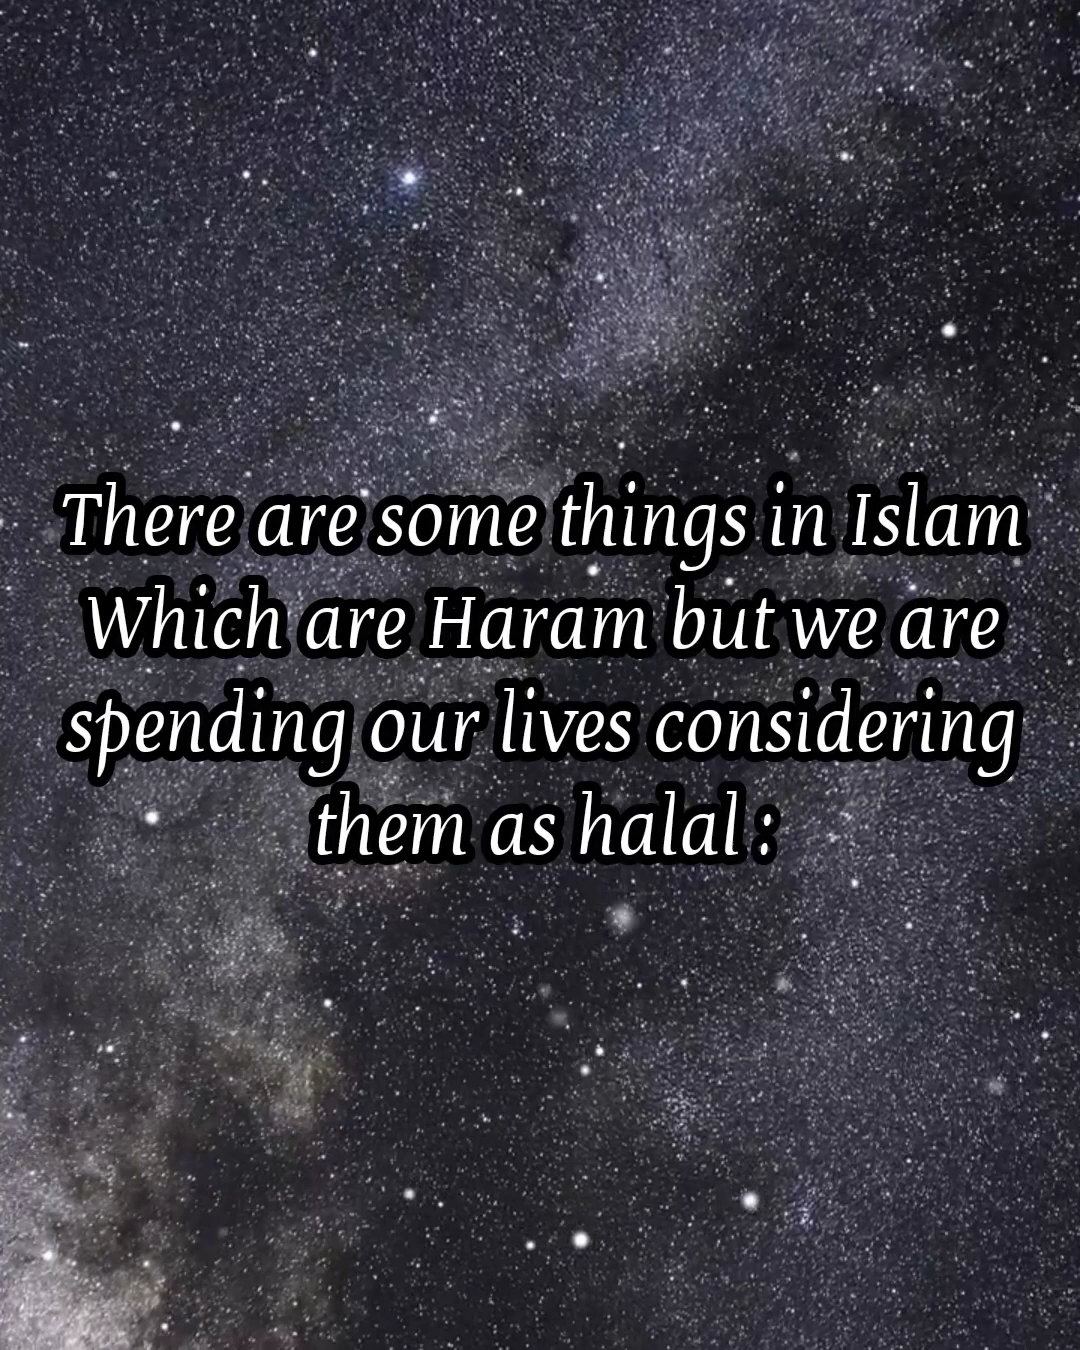 There are some things in Islam
Which are Haram but we are
spending our lives considering
them as halal :